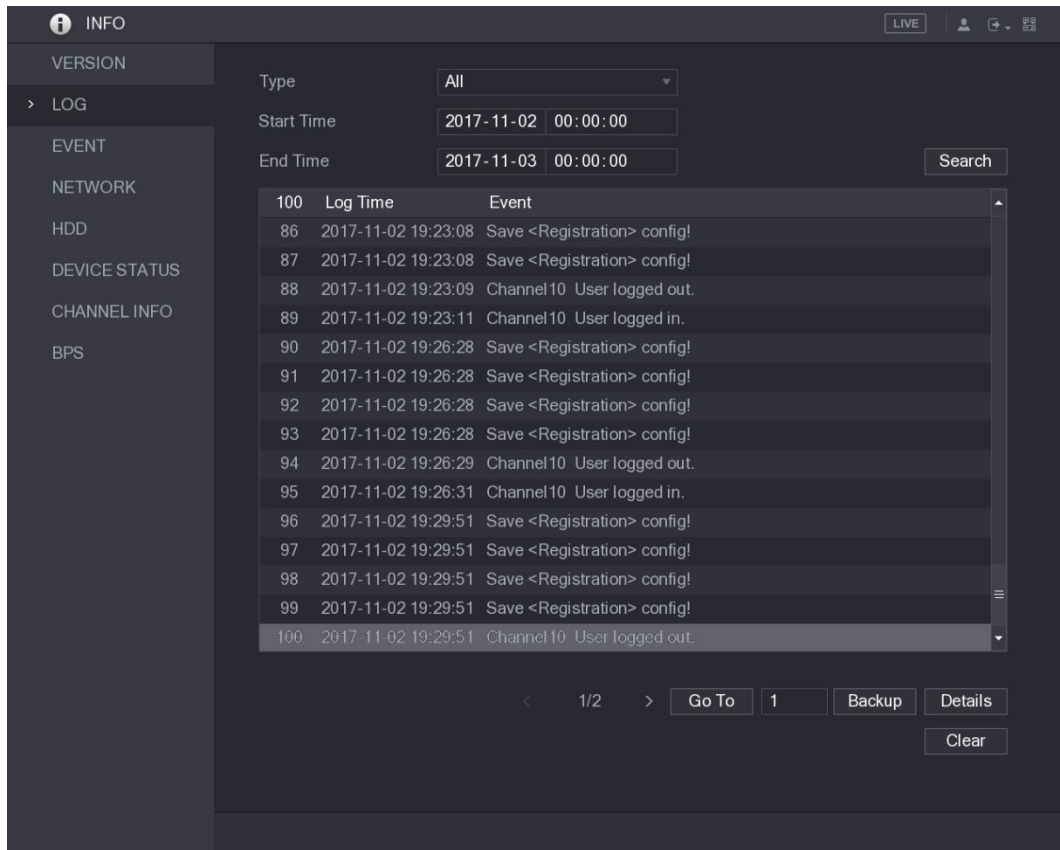 INFO LIVE
VERSION
LOG
EVENT
NETWORK
HDD
DEVICE STATUS
CHANNEL INFO
BPS
Type All
Start Time 2017-11-02 00:00:00
End Time 2017-11-03 00:00:00 Search
100 Log Time Event
86 2017-11-02 19:23:08 Save <Registration> config!
87 2017-11-02 19:23:08 Save <Registration> config!
88 2017-11-02 19:23:09 Channel10 User logged out.
89 2017-11-02 19:23:11 Channel10 User logged in.
90 2017-11-02 19:26:28 Save <Registration> config!
91 2017-11-02 19:26:28 Save <Registration> config!
92 2017-11-02 19:26:28 Save <Registration> config!
93 2017-11-02 19:26:28 Save <Registration> config!
94 2017-11-02 19:26:29 Channel10 User logged out.
95 2017-11-02 19:26:31 Channel10 User logged in.
96 2017-11-02 19:29:51 Save <Registration> config!
97 2017-11-02 19:29:51 Save <Registration> config!
98 2017-11-02 19:29:51 Save <Registration> config!
99 2017-11-02 19:29:51 Save <Registration> config!
100 2017-11-02 19:29:51 Channel10 User logged out.
1/2 Go To 1 Backup Details
Clear